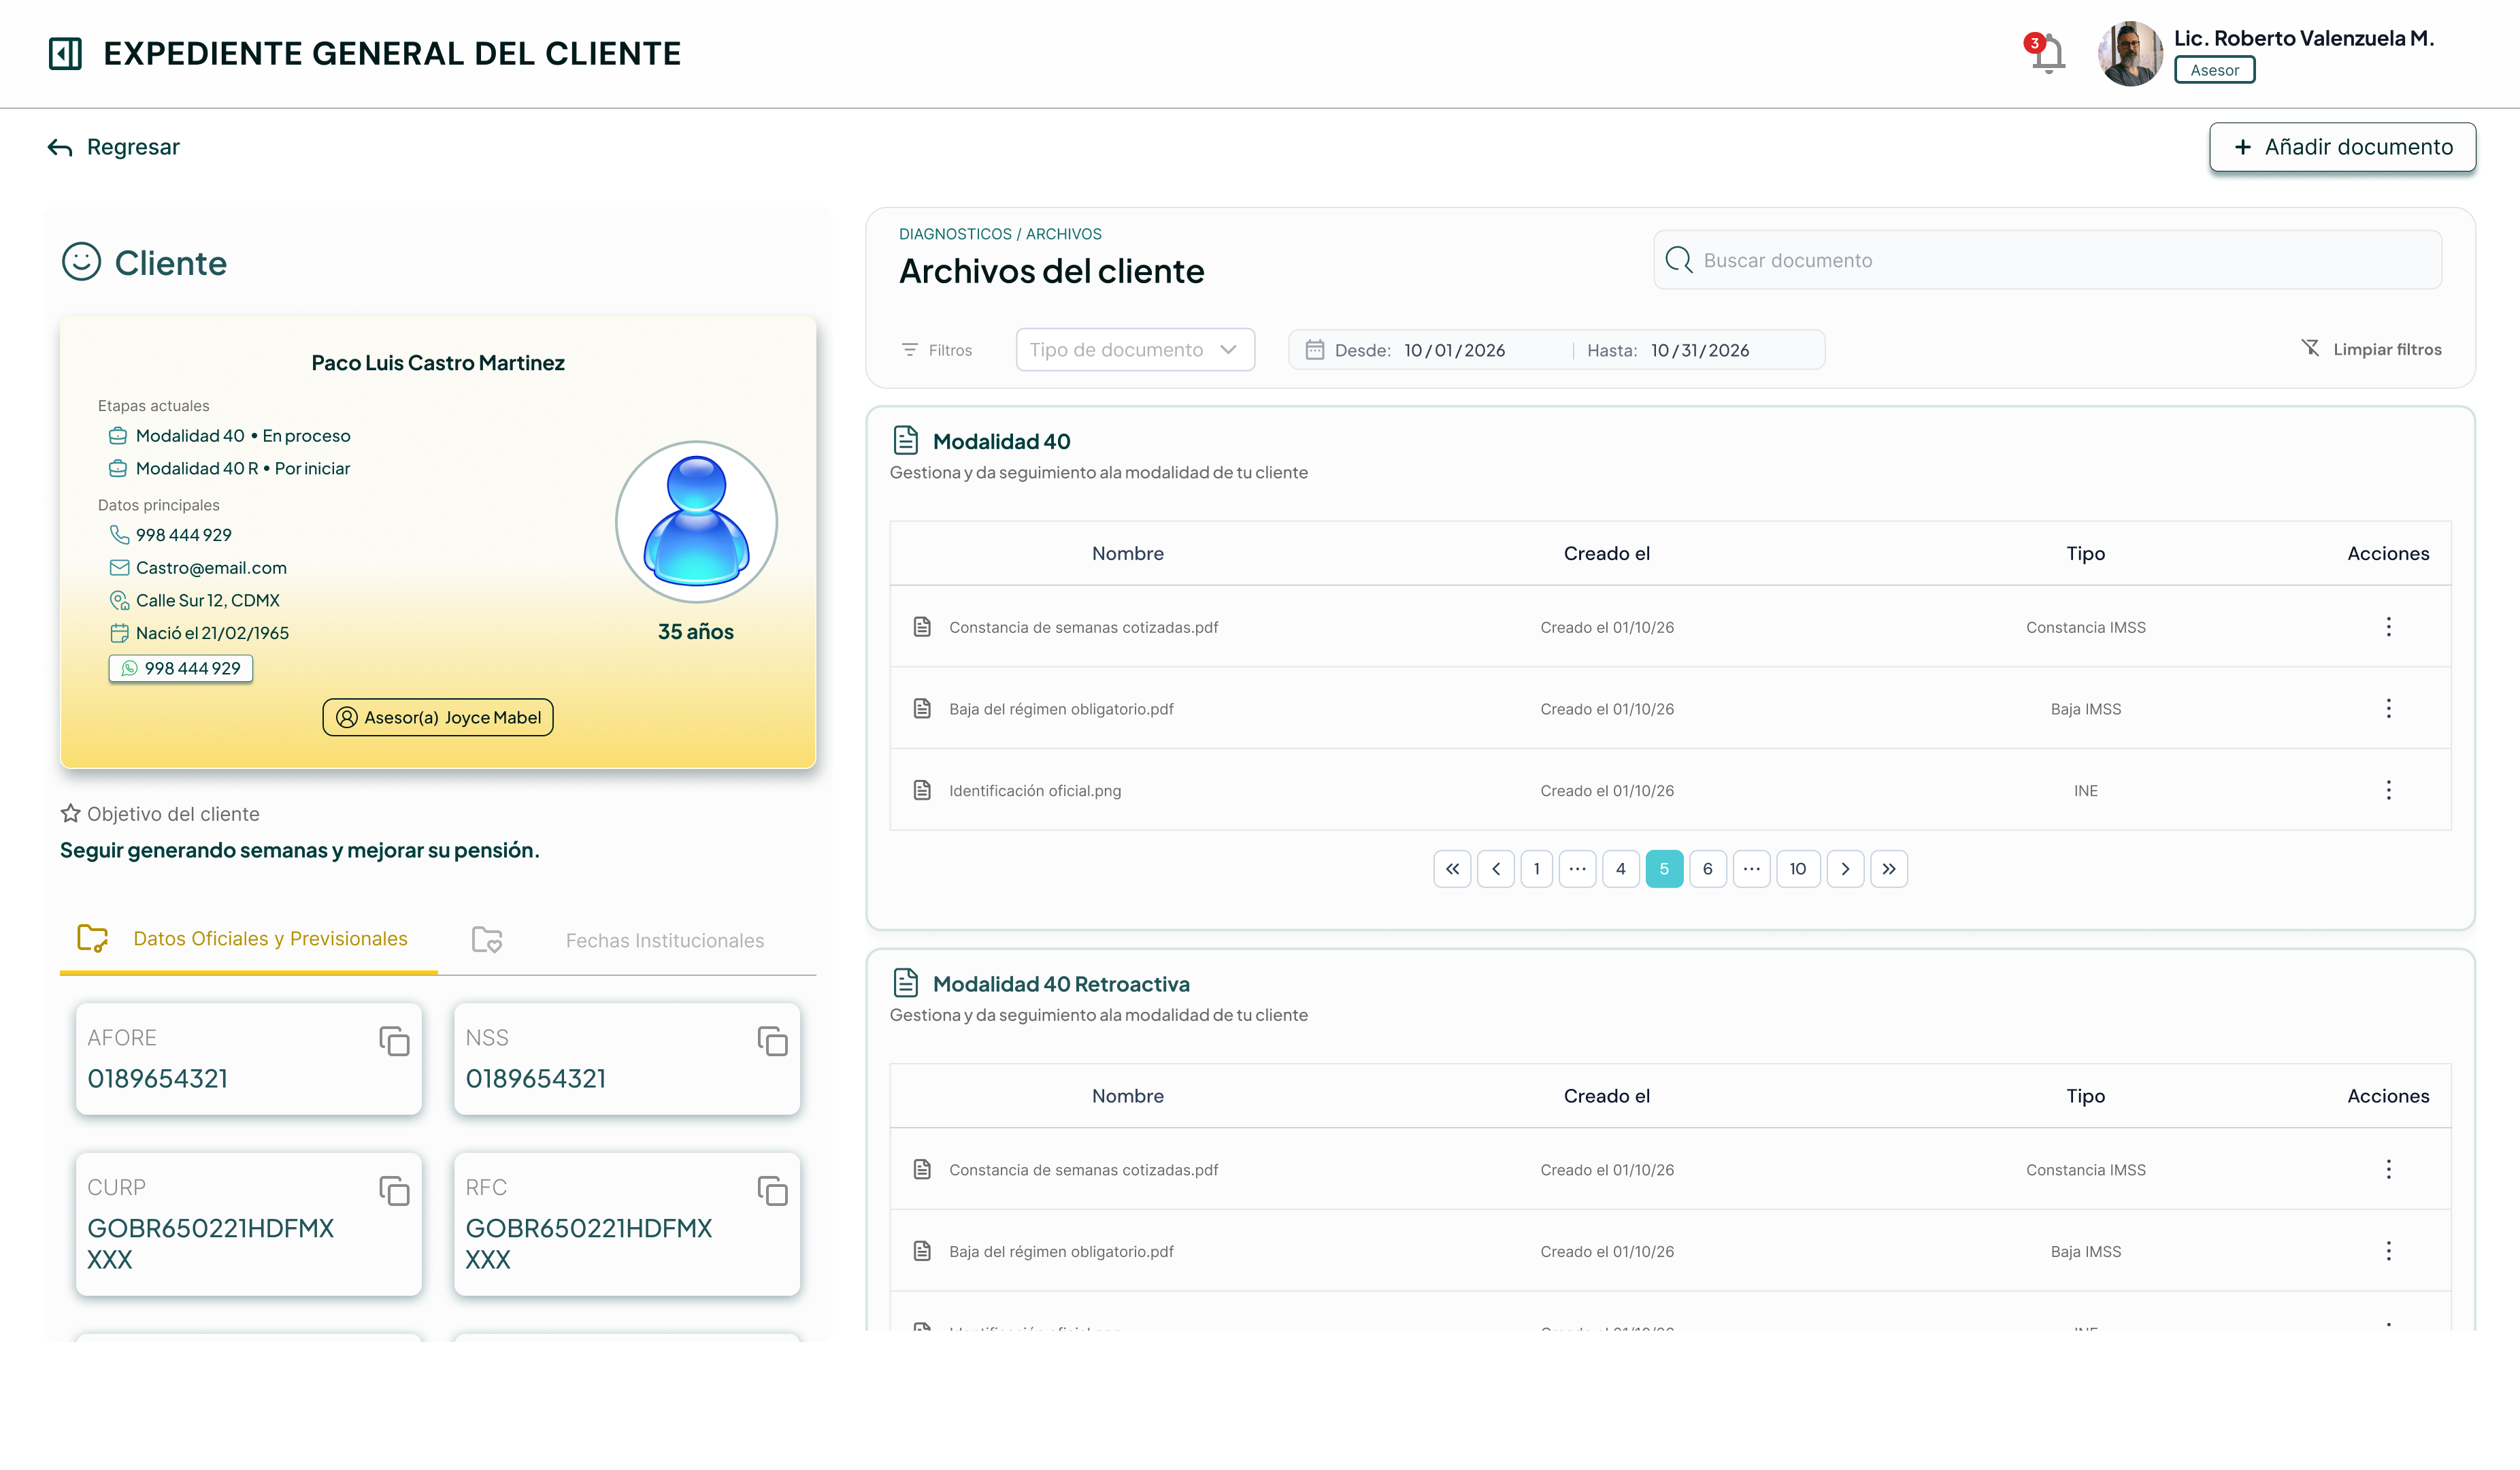 EXPEDIENTE GENERAL DEL CLIENTE
3
Lic. Roberto Valenzuela M.
Asesor
Regresar
+ Añadir documento
Cliente
Paco Luis Castro Martinez
Etapas actuales
Modalidad 40 • En proceso
Modalidad 40 R • Por iniciar
Datos principales
998 444 929
Castro@email.com
Calle Sur 12, CDMX
Nació el 21/02/1965
998 444 929
35 años
Asesor(a) Joyce Mabel
Objetivo del cliente
Seguir generando semanas y mejorar su pensión.
Datos Oficiales y Previsionales
Fechas Institucionales
AFORE
0189654321
NSS
0189654321
CURP
GOBR650221HDFMX
XXX
RFC
GOBR650221HDFMX
XXX
DIAGNOSTICOS / ARCHIVOS
Archivos del cliente
Buscar documento
Filtros
Tipo de documento
Desde: 10/01/2026 | Hasta: 10/31/2026
Limpiar filtros
Modalidad 40
Gestiona y da seguimiento ala modalidad de tu cliente
Nombre Creado el Tipo Acciones
Constancia de semanas cotizadas.pdf Creado el 01/10/26 Constancia IMSS
Baja del régimen obligatorio.pdf Creado el 01/10/26 Baja IMSS
Identificación oficial.png Creado el 01/10/26 INE
« ‹ 1 ... 4 5 6 ... 10 › »
Modalidad 40 Retroactiva
Gestiona y da seguimiento ala modalidad de tu cliente
Nombre Creado el Tipo Acciones
Constancia de semanas cotizadas.pdf Creado el 01/10/26 Constancia IMSS
Baja del régimen obligatorio.pdf Creado el 01/10/26 Baja IMSS